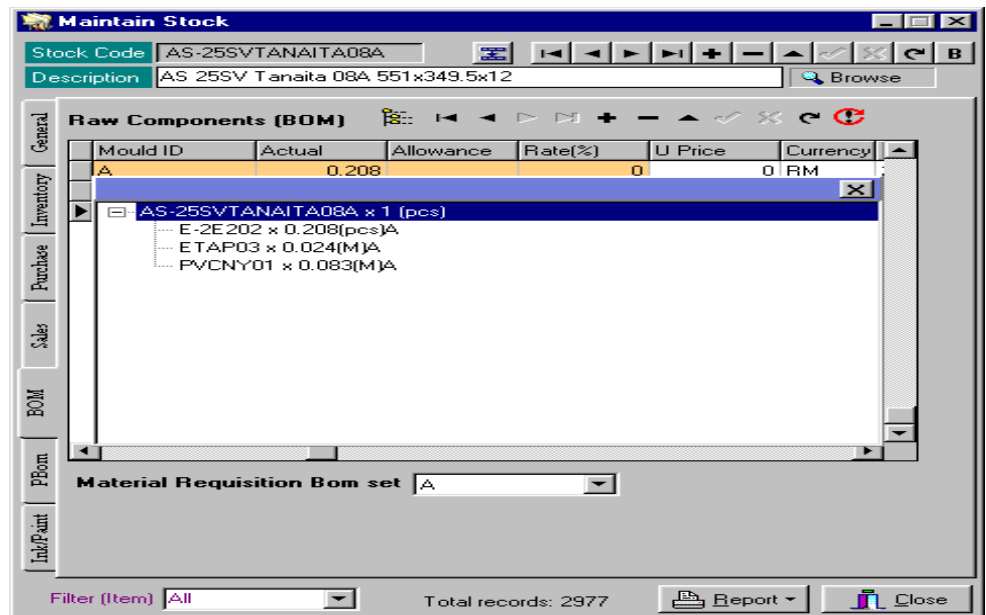 Maintain Stock
Stock Code AS-25SVTANAITA08A B
Description AS 25SV Tanaita 08A 551x349.5x12 Browse
General
Inventory
Purchase
Sales
BOM
PBom
Ink/Paint
Raw Components (BOM)
Mould ID Actual Allowance Rate(%) U Price Currency
A 0.208 0 0 RM
AS-25SVTANAITA08A x 1 (pcs)
E-2E202 x 0.208(pcs)A
ETAP03 x 0.024(M)A
PVCNY01 x 0.083(M)A
Material Requisition Bom set A
Filter (Item) All Total records: 2977 Report Close